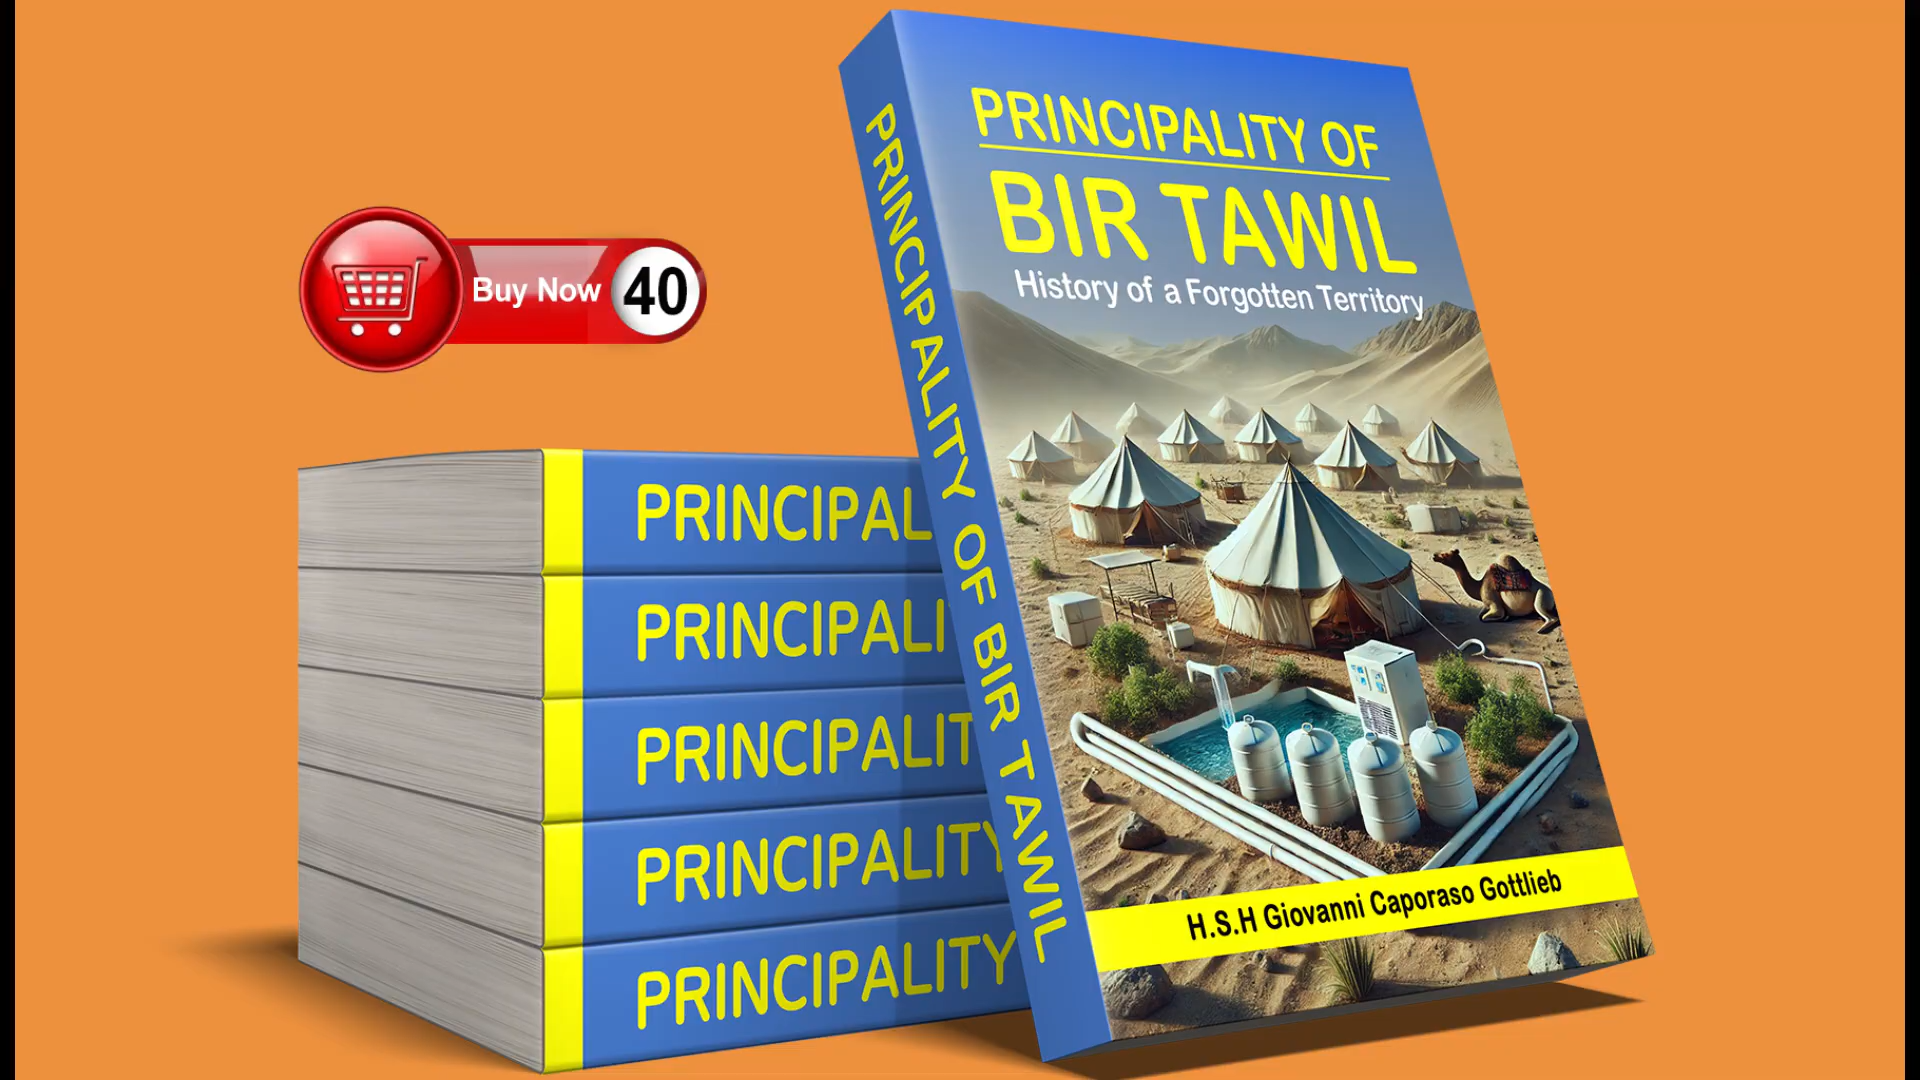 PRINCIPALITY OF
BIR TAWIL
History of a Forgotten Territory
H.S.H Giovanni Caporaso Gottlieb
PRINCIPALITY OF BIR TAWIL
Buy Now 40
PRINCIPAL
PRINCIPALI
PRINCIPALIT
PRINCIPALITY
PRINCIPALITY